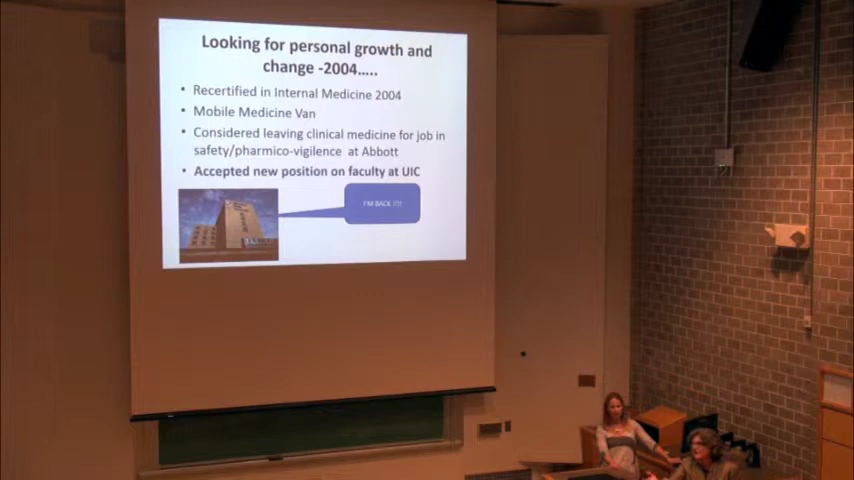 Looking for personal growth and
change -2004.....
• Recertified in Internal Medicine 2004
• Mobile Medicine Van
• Considered leaving clinical medicine for job in
safety/pharmico-vigilence at Abbott
• Accepted new position on faculty at UIC
I'M BACK !!!!